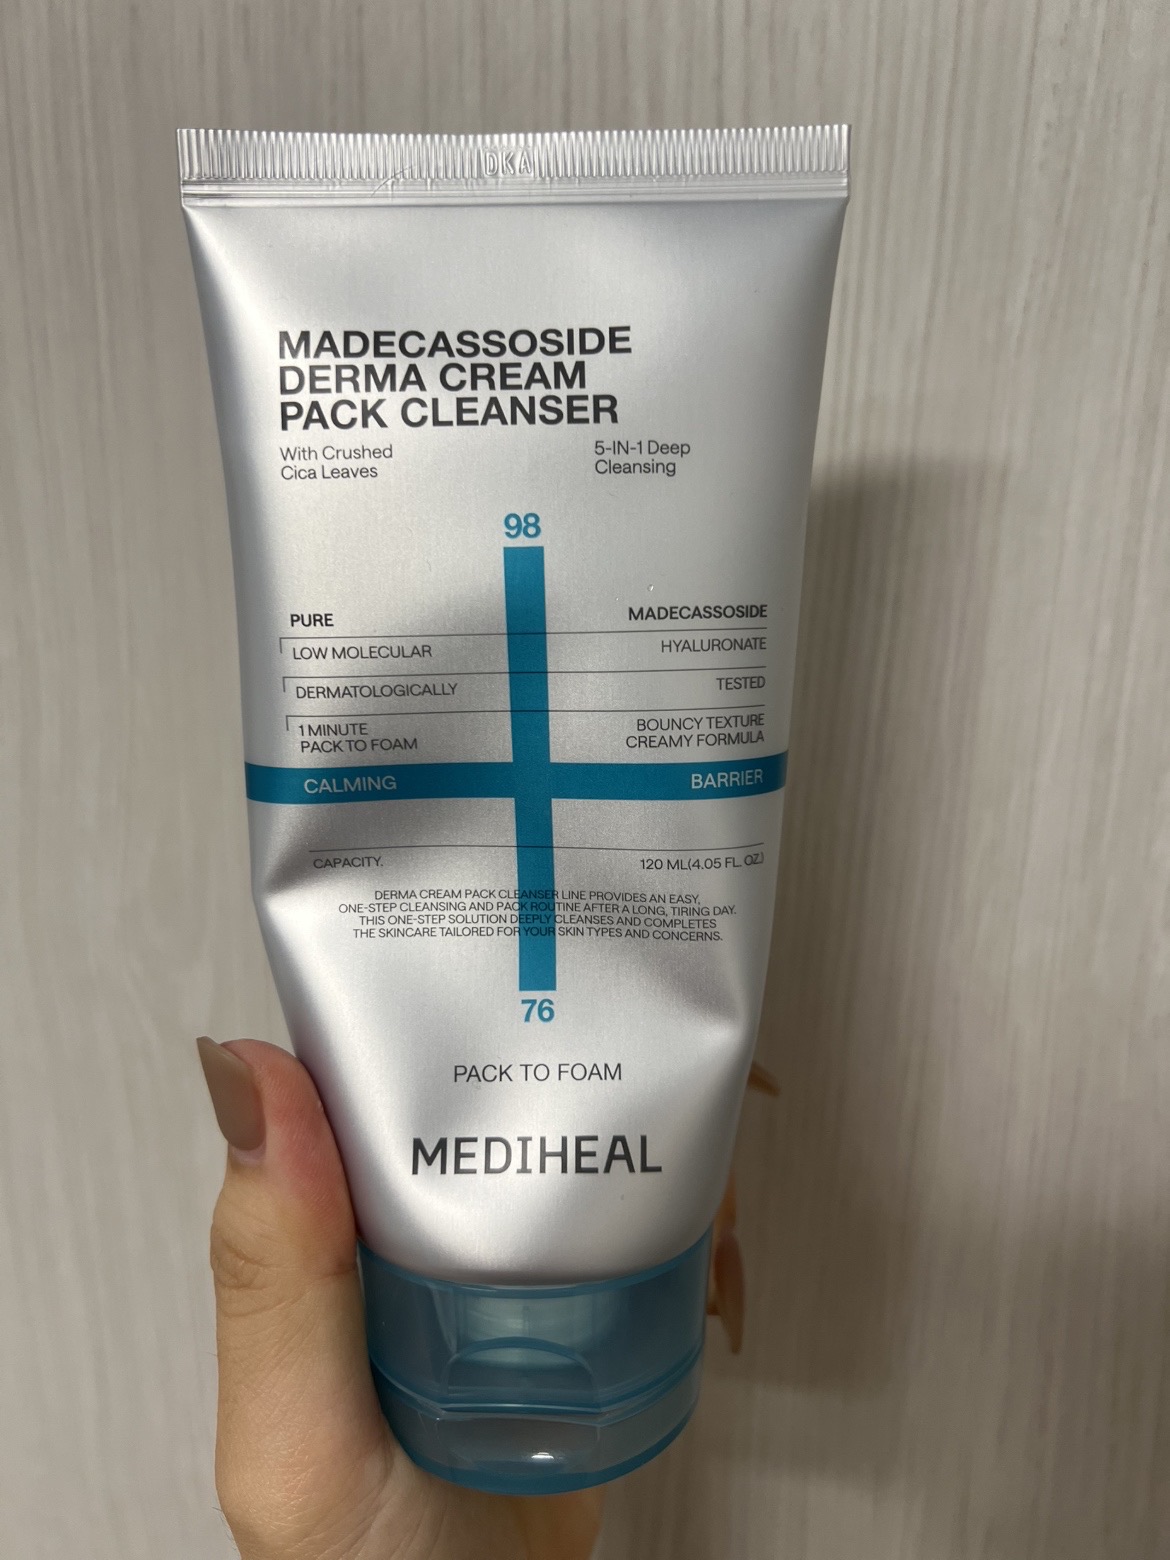 DKA
MADECASSOSIDE
DERMA CREAM
PACK CLEANSER
With Crushed
Cica Leaves
5-IN-1 Deep
Cleansing
98
PURE MADECASSOSIDE
LOW MOLECULAR HYALURONATE
DERMATOLOGICALLY TESTED
1 MINUTE
PACK TO FOAM
BOUNCY TEXTURE
CREAMY FORMULA
CALMING BARRIER
CAPACITY. 120 ML(4.05 FL. OZ.)
DERMA CREAM PACK CLEANSER LINE PROVIDES AN EASY,
ONE-STEP CLEANSING AND PACK ROUTINE AFTER A LONG, TIRING DAY.
THIS ONE-STEP SOLUTION DEEPLY CLEANSES AND COMPLETES
THE SKINCARE TAILORED FOR YOUR SKIN TYPES AND CONCERNS.
76
PACK TO FOAM
MEDIHEAL